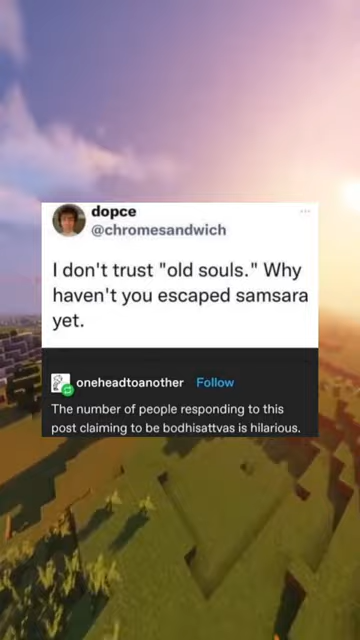 dopce
@chromesandwich
I don't trust "old souls." Why
haven't you escaped samsara
yet.
oneheadtoanother Follow
The number of people responding to this
post claiming to be bodhisattvas is hilarious.